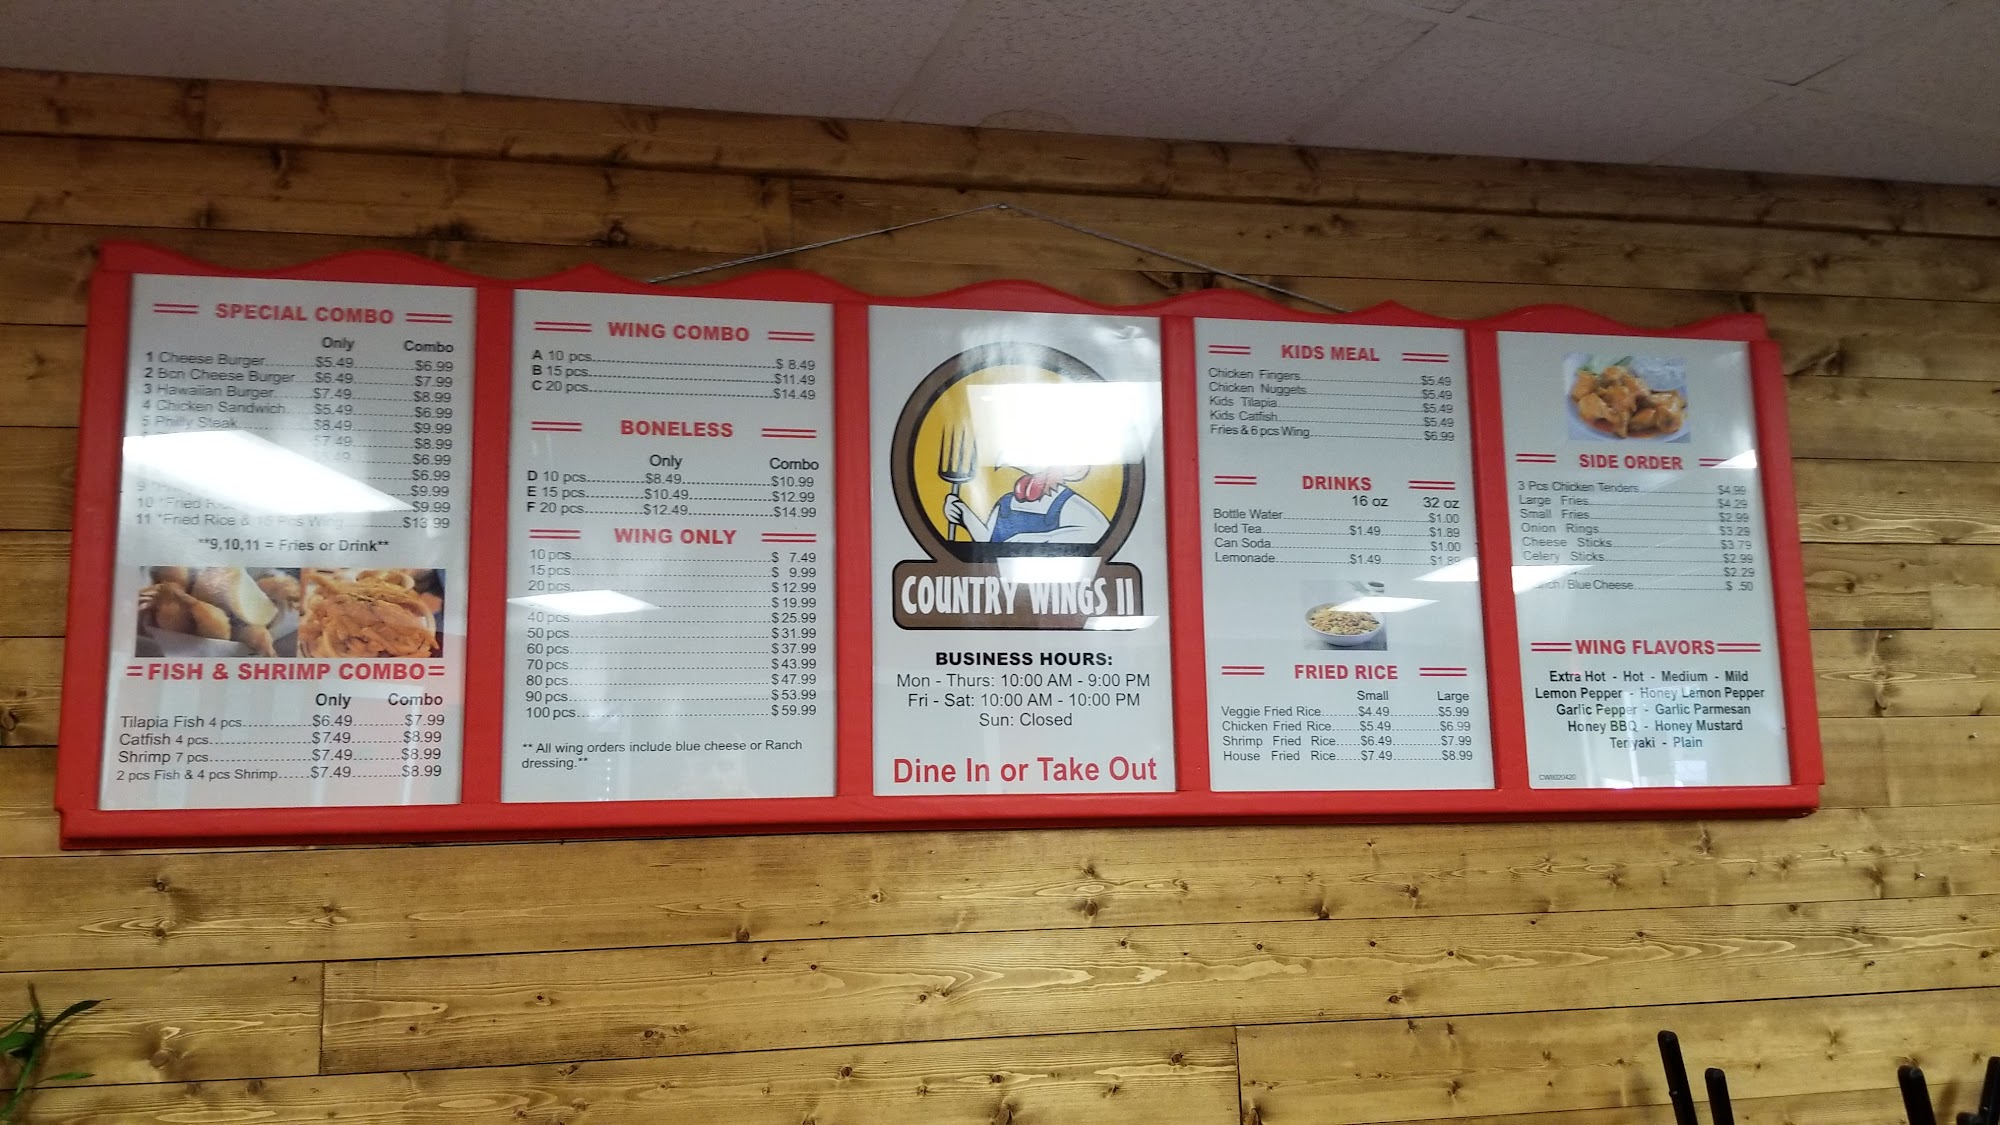 SPECIAL COMBO
Only Combo
1 Cheese Burger $5.49 $6.99
2 Bcn Cheese Burger $6.49 $7.99
3 Hawaiian Burger $7.49 $8.99
4 Chicken Sandwich $5.49 $6.99
5 Philly Steak $8.49 $9.99
$7.49 $8.99
$6.99
$6.99
9 $9.99
10 *Fried $9.99
11 *Fried Rice & 15 Pcs Wing $13.99
**9,10,11 = Fries or Drink**
FISH & SHRIMP COMBO
Only Combo
Tilapia Fish 4 pcs $6.49 $7.99
Catfish 4 pcs $7.49 $8.99
Shrimp 7 pcs $7.49 $8.99
2 pcs Fish & 4 pcs Shrimp $7.49 $8.99
WING COMBO
A 10 pcs $ 8.49
B 15 pcs $11.49
C 20 pcs $14.49
BONELESS
Only Combo
D 10 pcs $8.49 $10.99
E 15 pcs $10.49 $12.99
F 20 pcs $12.49 $14.99
WING ONLY
10 pcs $ 7.49
15 pcs $ 9.99
20 pcs $ 12.99
$ 19.99
40 pcs $ 25.99
50 pcs $ 31.99
60 pcs $ 37.99
70 pcs $ 43.99
80 pcs $ 47.99
90 pcs $ 53.99
100 pcs $ 59.99
** All wing orders include blue cheese or Ranch
dressing.**
COUNTRY WINGS II
BUSINESS HOURS:
Mon - Thurs: 10:00 AM - 9:00 PM
Fri - Sat: 10:00 AM - 10:00 PM
Sun: Closed
Dine In or Take Out
KIDS MEAL
Chicken Fingers $5.49
Chicken Nuggets $5.49
Kids Tilapia $5.49
Kids Catfish $5.49
Fries & 6 pcs Wing $6.99
DRINKS
16 oz 32 oz
Bottle Water $1.00
Iced Tea $1.49 $1.89
Can Soda $1.00
Lemonade $1.49 $1.89
FRIED RICE
Small Large
Veggie Fried Rice $4.49 $5.99
Chicken Fried Rice $5.49 $6.99
Shrimp Fried Rice $6.49 $7.99
House Fried Rice $7.49 $8.99
SIDE ORDER
3 Pcs Chicken Tenders $4.99
Large Fries $4.29
Small Fries $2.99
Onion Rings $3.29
Cheese Sticks $3.79
Celery Sticks $2.99
$2.29
/ Blue Cheese $ .50
WING FLAVORS
Extra Hot - Hot - Medium - Mild
Lemon Pepper - Honey Lemon Pepper
Garlic Pepper - Garlic Parmesan
Honey BBQ - Honey Mustard
Teriyaki - Plain
CWII020420